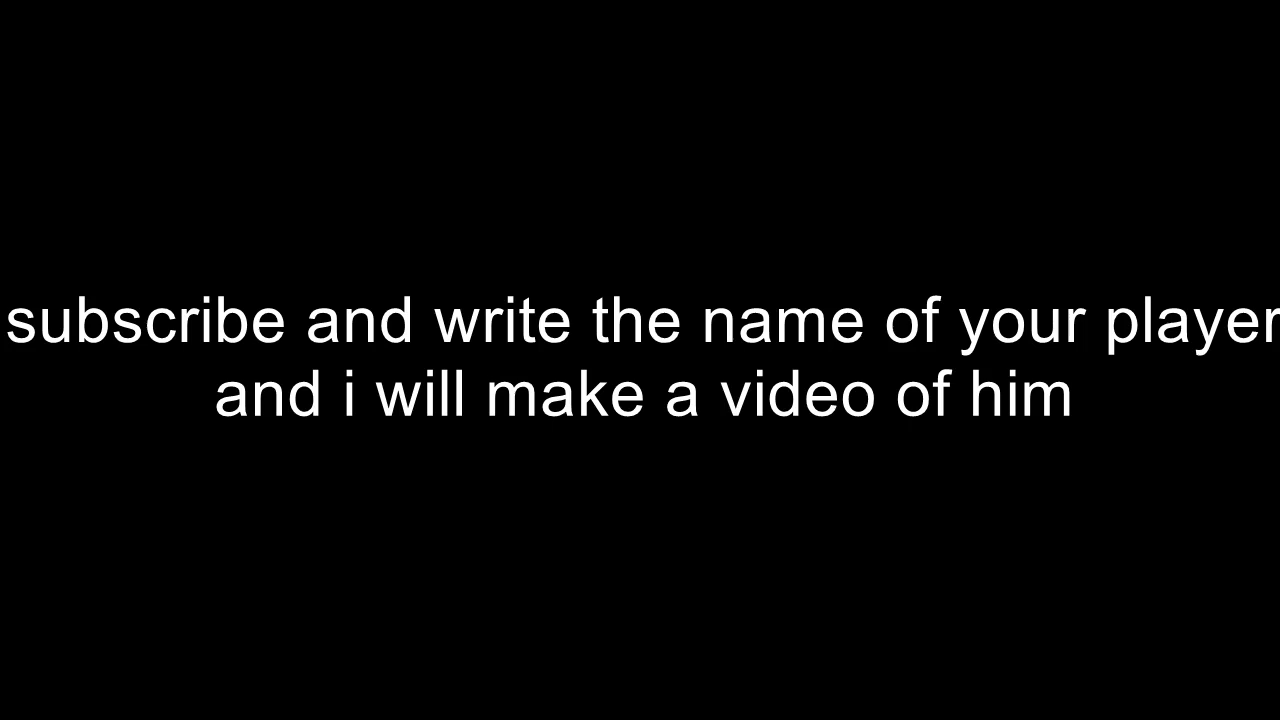 subscribe and write the name of your player
and i will make a video of him